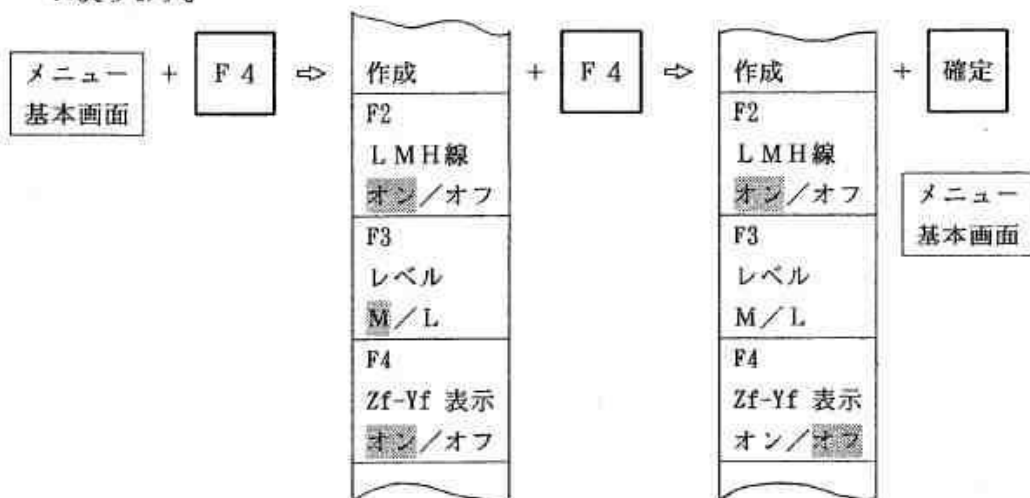 メニュー
基本画面
+
F 4
⇨
作成
F2
LMH線
オン/オフ
F3
レベル
M/L
F4
Zf-Yf 表示
オン/オフ
+
F 4
⇨
作成
F2
LMH線
オン/オフ
F3
レベル
M/L
F4
Zf-Yf 表示
オン/オフ
+
確定
メニュー
基本画面